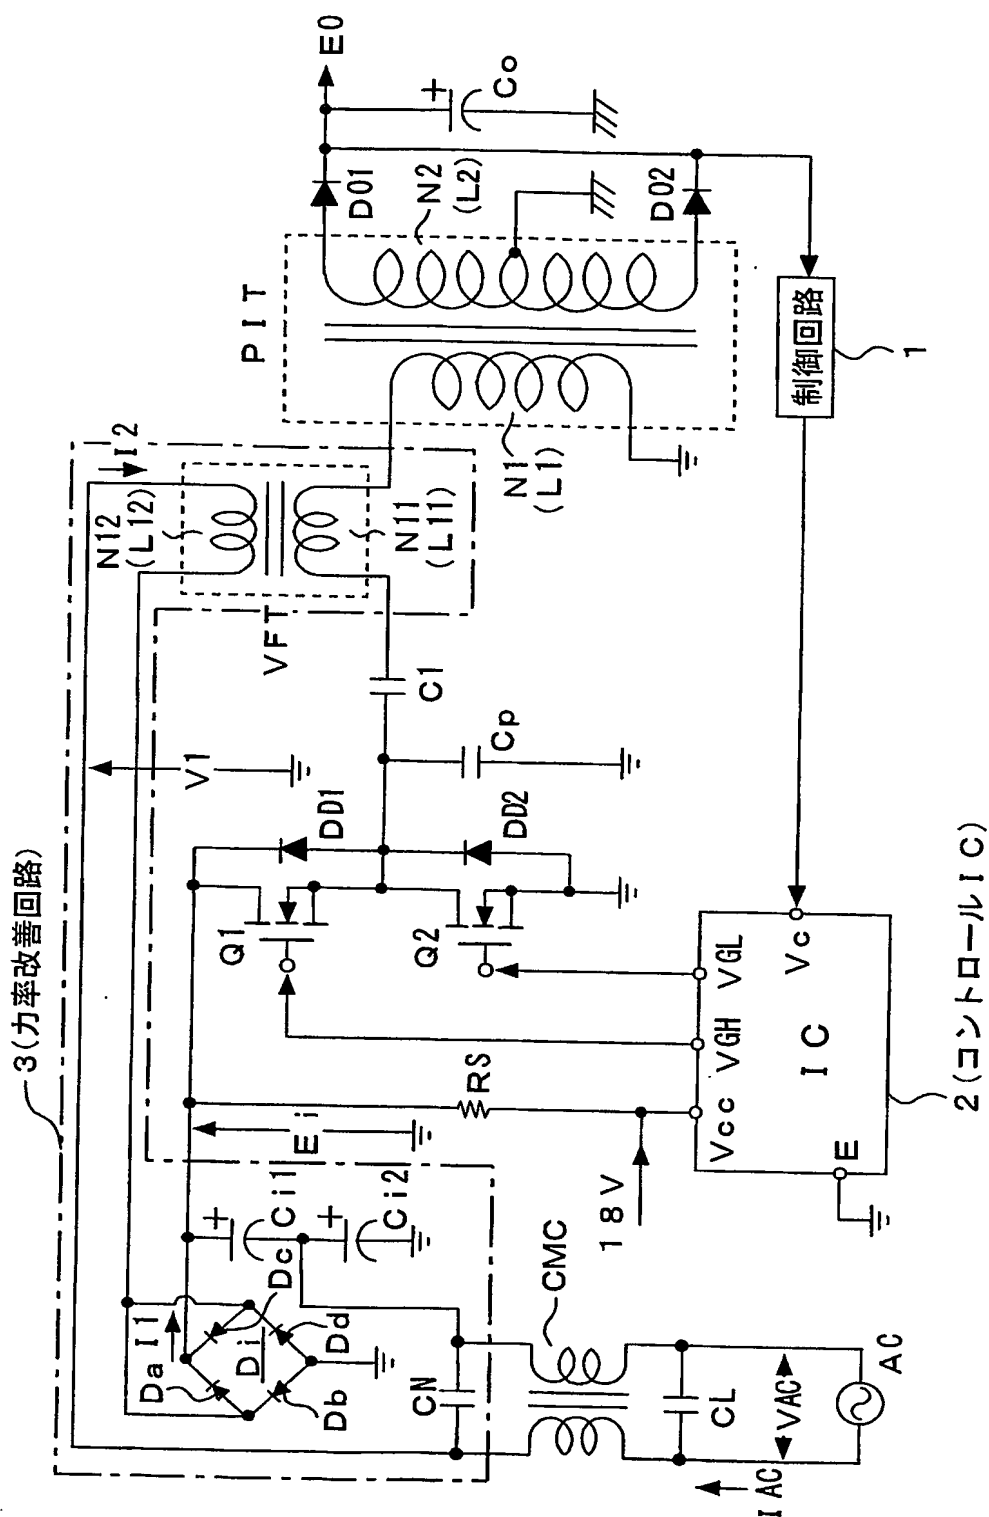 3(力率改善回路)
I2
N12
(L12)
N11
(L11)
VFT
PIT
N1
(L1)
N2
(L2)
DO1
DO2
E0
+
Co
制御回路
1
V1
C1
Cp
DD1
DD2
Q1
Q2
Ei
RS
18V
Vcc
VGH
VGL
Vc
E
IC
2(コントロールIC)
I1
Da
Db
Dc
Dd
Di
+
Ci1
+
Ci2
CN
CMC
CL
VAC
IAC
AC